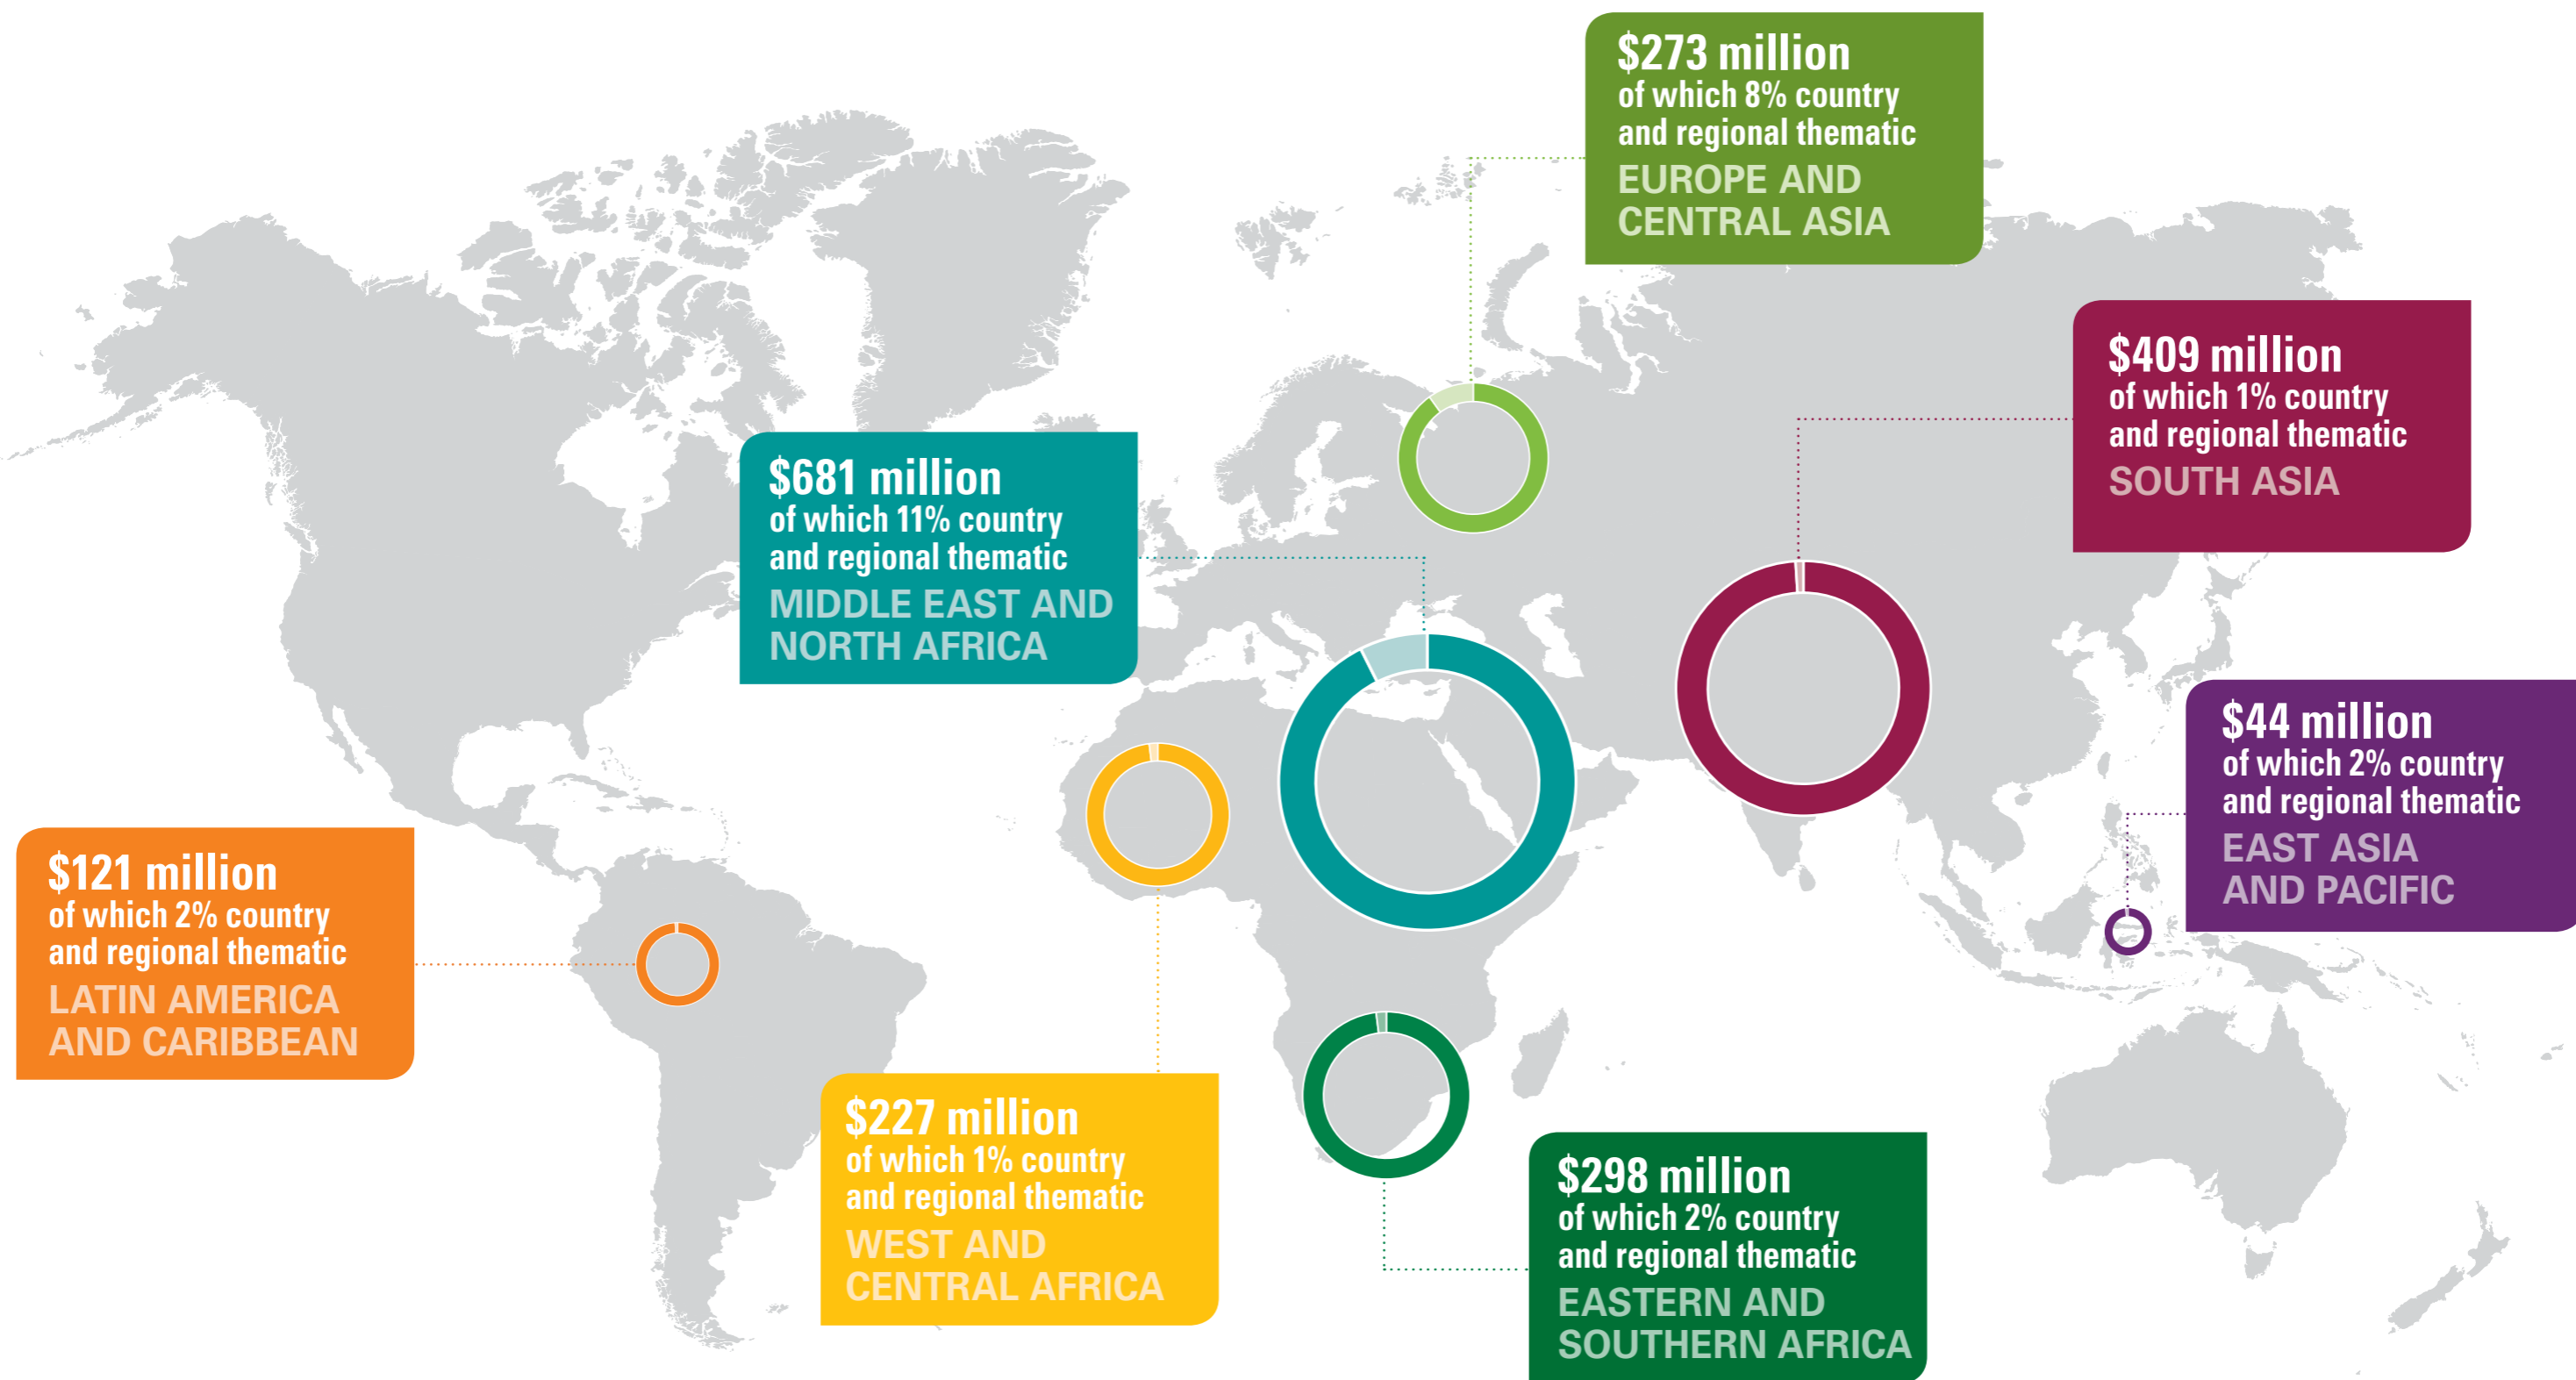 $273 million
of which 8% country
and regional thematic
EUROPE AND
CENTRAL ASIA
$409 million
of which 1% country
and regional thematic
SOUTH ASIA
$681 million
of which 11% country
and regional thematic
MIDDLE EAST AND
NORTH AFRICA
$44 million
of which 2% country
and regional thematic
EAST ASIA
AND PACIFIC
$121 million
of which 2% country
and regional thematic
LATIN AMERICA
AND CARIBBEAN
$227 million
of which 1% country
and regional thematic
WEST AND
CENTRAL AFRICA
$298 million
of which 2% country
and regional thematic
EASTERN AND
SOUTHERN AFRICA